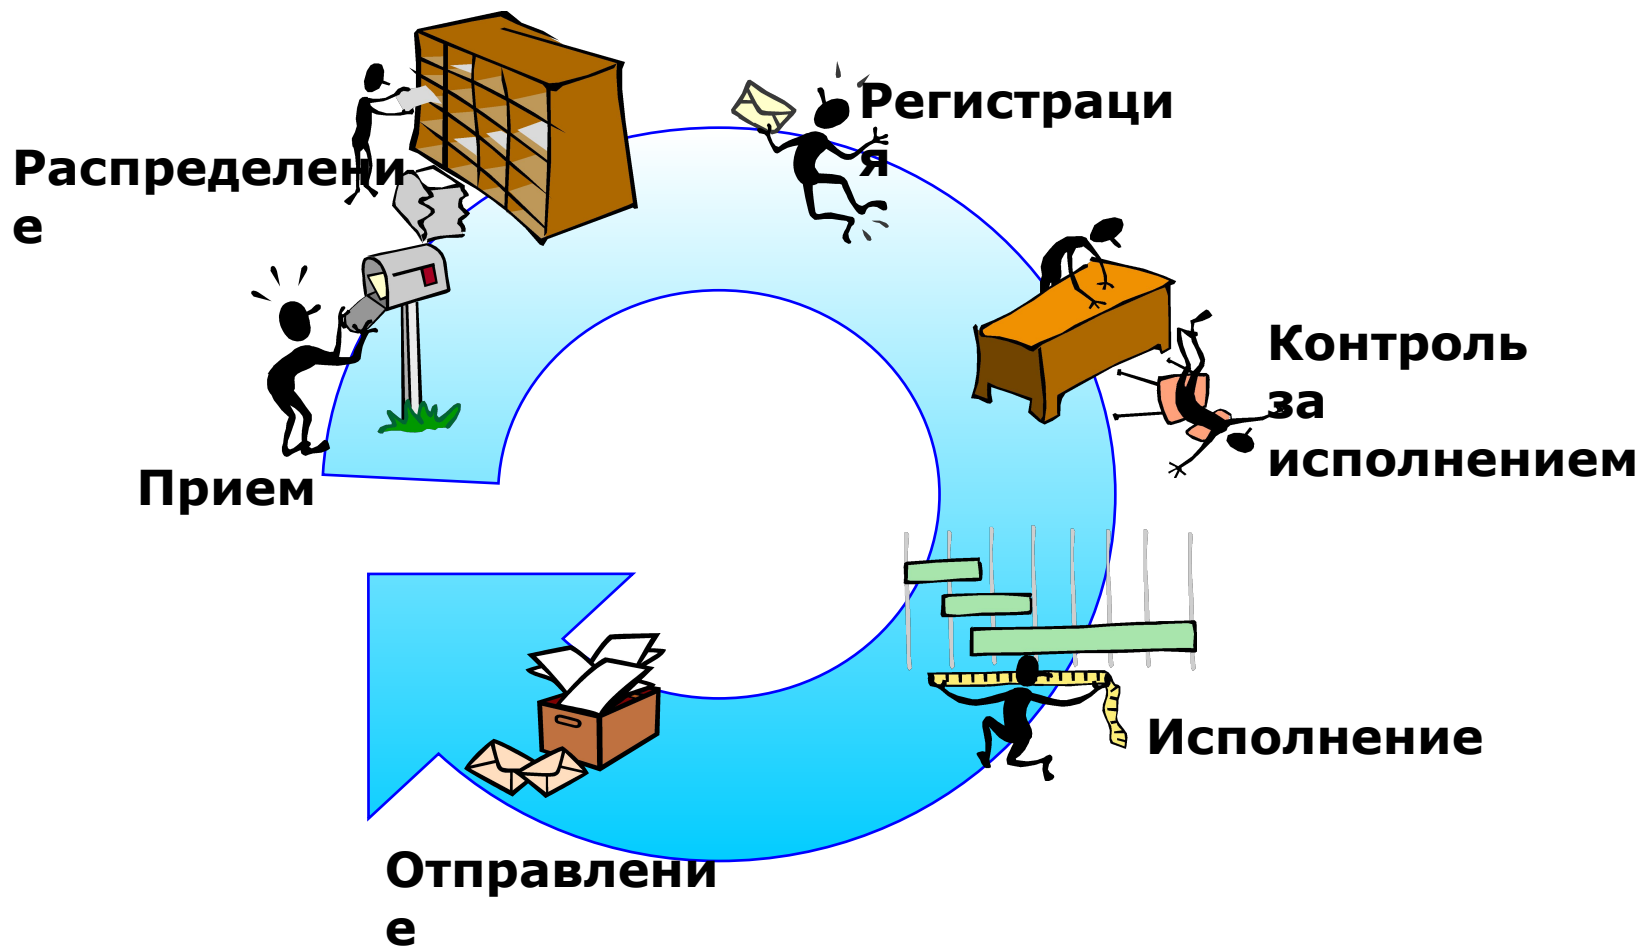 Регистраци
я
Распределени
е
Контроль
за
исполнением
Прием
Исполнение
Отправлени
е